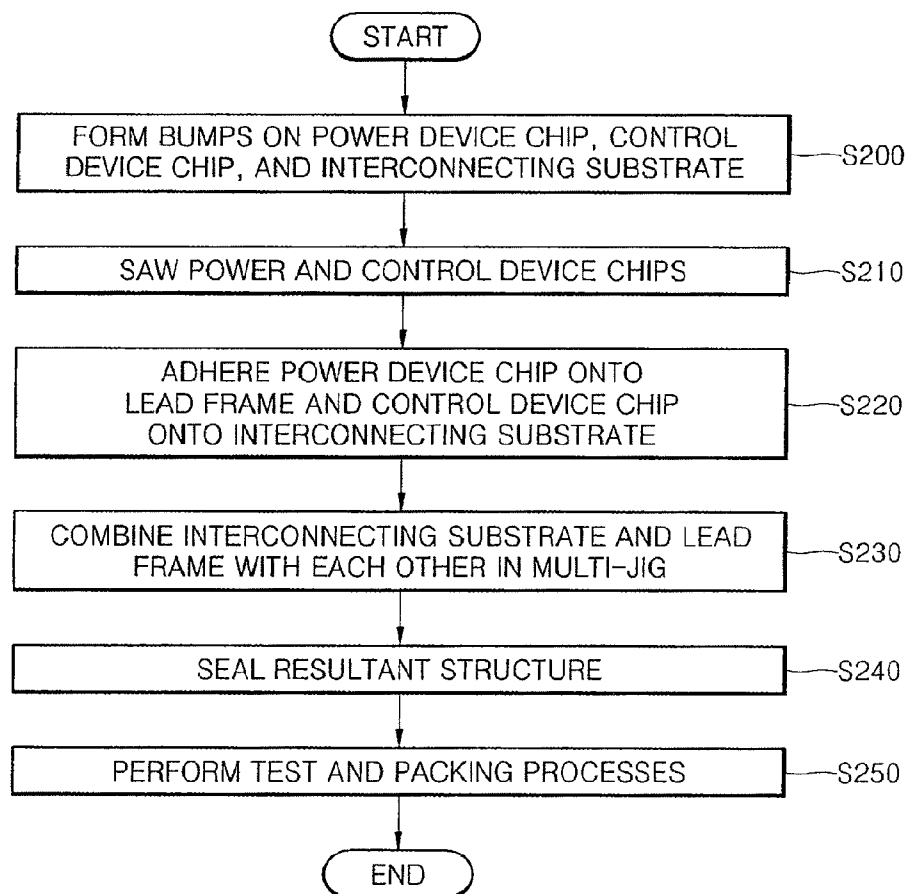 START
FORM BUMPS ON POWER DEVICE CHIP, CONTROL
DEVICE CHIP, AND INTERCONNECTING SUBSTRATE
S200
SAW POWER AND CONTROL DEVICE CHIPS
S210
ADHERE POWER DEVICE CHIP ONTO
LEAD FRAME AND CONTROL DEVICE CHIP
ONTO INTERCONNECTING SUBSTRATE
S220
COMBINE INTERCONNECTING SUBSTRATE AND LEAD
FRAME WITH EACH OTHER IN MULTI-JIG
S230
SEAL RESULTANT STRUCTURE
S240
PERFORM TEST AND PACKING PROCESSES
S250
END